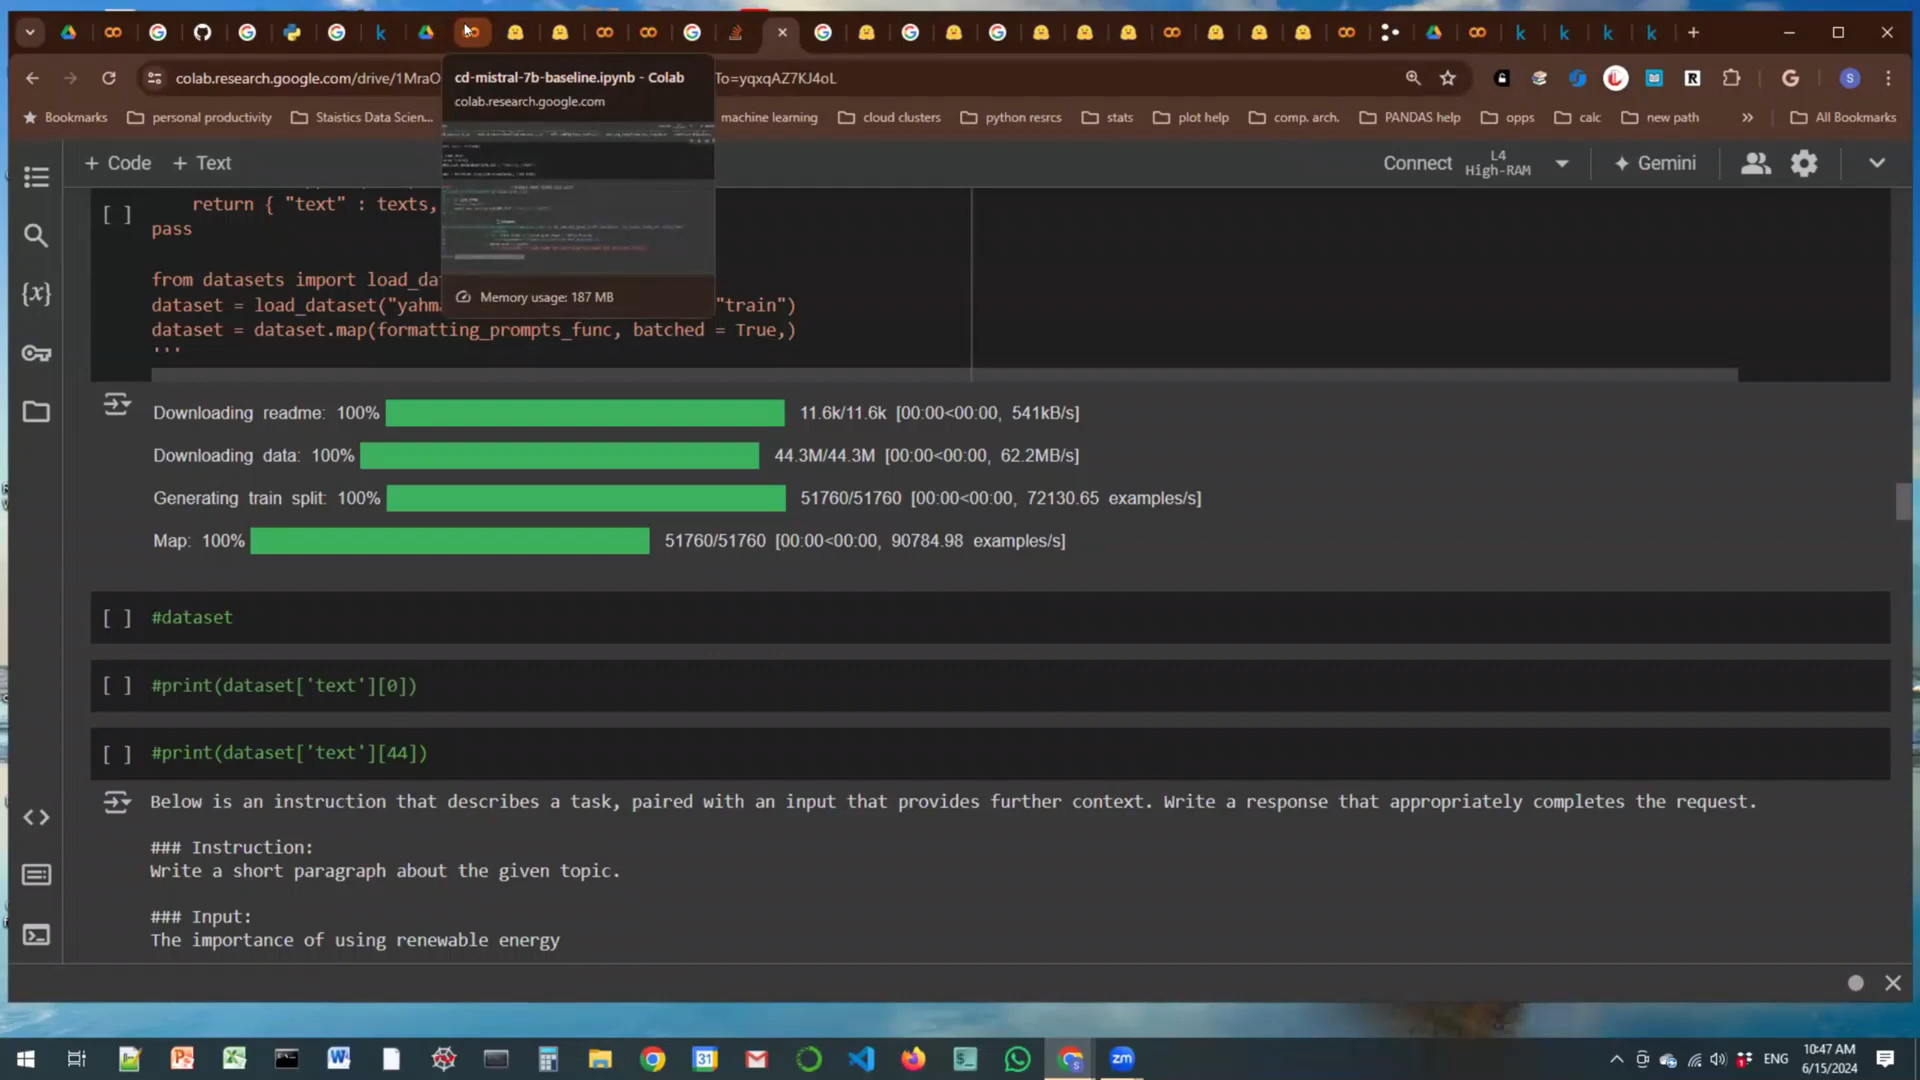 colab.research.google.com/drive/1MraO
To=yqxqAZ7KJ4oL
cd-mistral-7b-baseline.ipynb - Colab
colab.research.google.com
Memory usage: 187 MB
Bookmarks
personal productivity
Staistics Data Scien...
machine learning
cloud clusters
python resrcs
stats
plot help
comp. arch.
PANDAS help
opps
calc
new path
»
All Bookmarks
+ Code + Text
Connect
L4
High-RAM
Gemini
[ ]
return { "text" : texts,
pass
from datasets import load_da
dataset = load_dataset("yahm
"train")
dataset = dataset.map(formatting_prompts_func, batched = True,)
'''
Downloading readme: 100% 11.6k/11.6k [00:00<00:00, 541kB/s]
Downloading data: 100% 44.3M/44.3M [00:00<00:00, 62.2MB/s]
Generating train split: 100% 51760/51760 [00:00<00:00, 72130.65 examples/s]
Map: 100% 51760/51760 [00:00<00:00, 90784.98 examples/s]
[ ] #dataset
[ ] #print(dataset['text'][0])
[ ] #print(dataset['text'][44])
Below is an instruction that describes a task, paired with an input that provides further context. Write a response that appropriately completes the request.
### Instruction:
Write a short paragraph about the given topic.
### Input:
The importance of using renewable energy
ENG
10:47 AM
6/15/2024